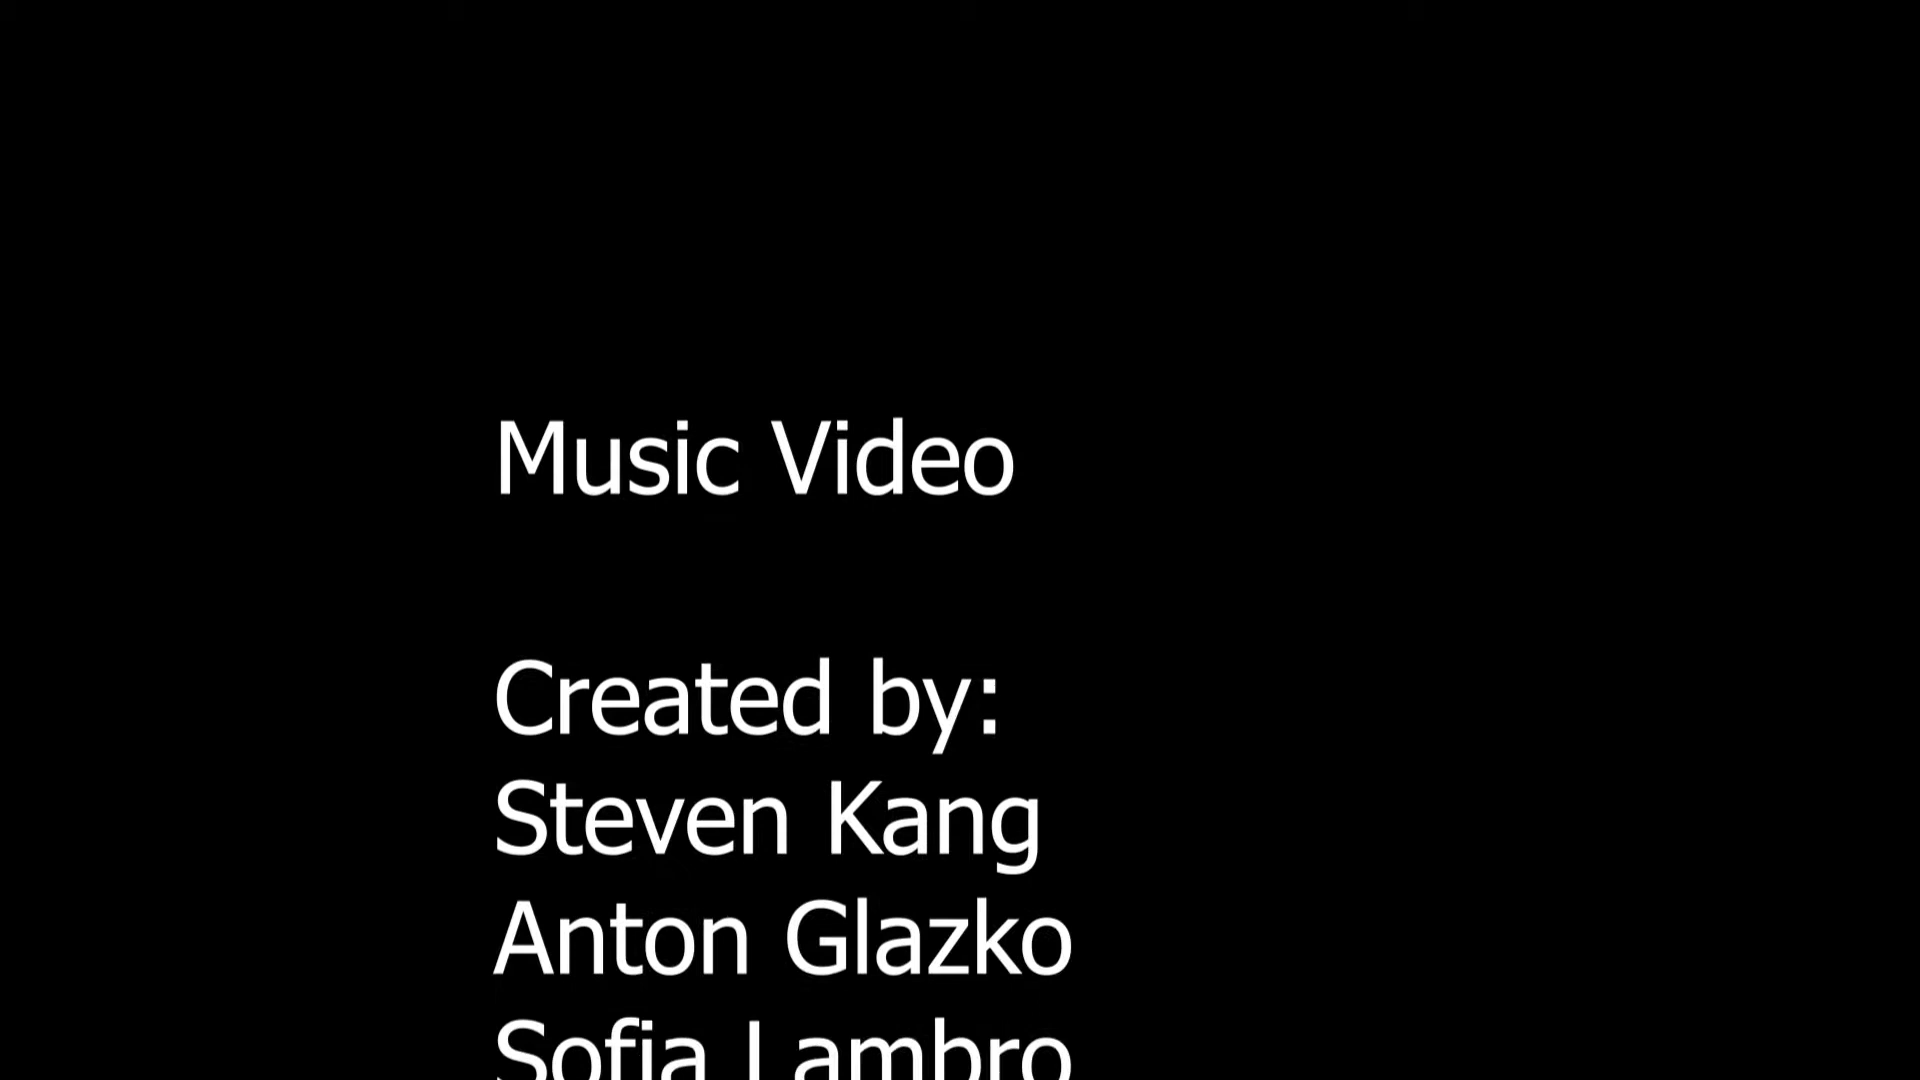 Music Video
Created by:
Steven Kang
Anton Glazko
Sofia Lambro